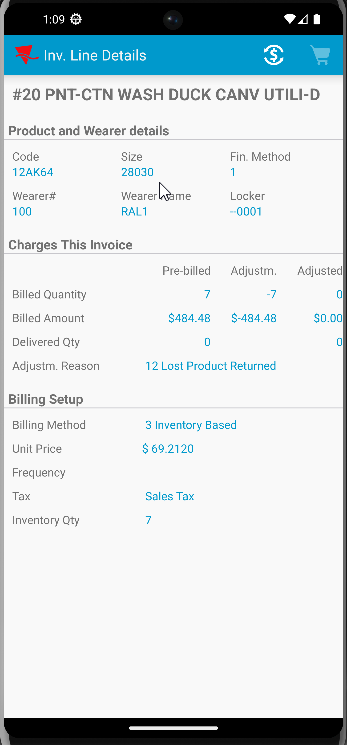 1:09
Inv. Line Details
#20 PNT-CTN WASH DUCK CANV UTILI-D
Product and Wearer details
Code Size Fin. Method
12AK64 28030 1
Wearer# Wearer Name Locker
100 RAL1 --0001
Charges This Invoice
Pre-billed Adjustm. Adjusted
Billed Quantity 7 -7 0
Billed Amount $484.48 $-484.48 $0.00
Delivered Qty 0 0
Adjustm. Reason 12 Lost Product Returned
Billing Setup
Billing Method 3 Inventory Based
Unit Price $ 69.2120
Frequency
Tax Sales Tax
Inventory Qty 7